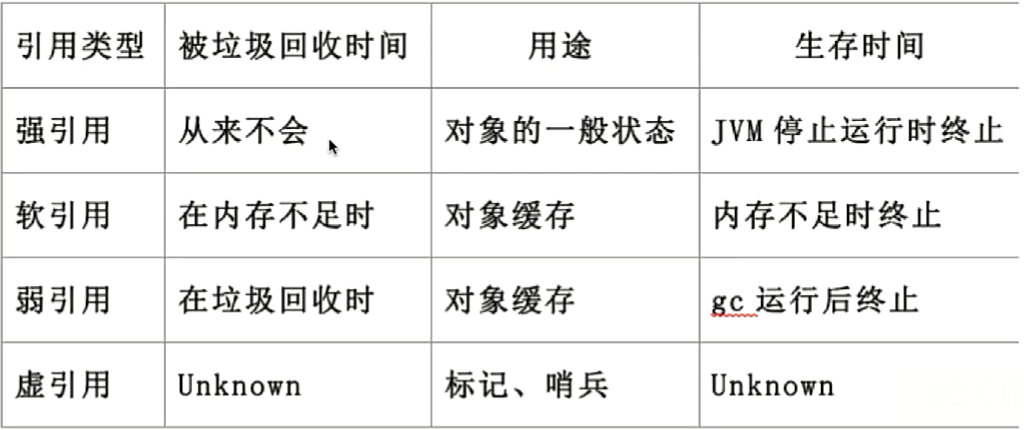 引用类型 被垃圾回收时间 用途 生存时间
强引用 从来不会 对象的一般状态 JVM 停止运行时终止
软引用 在内存不足时 对象缓存 内存不足时终止
弱引用 在垃圾回收时 对象缓存 gc 运行后终止
虚引用 Unknown 标记、哨兵 Unknown